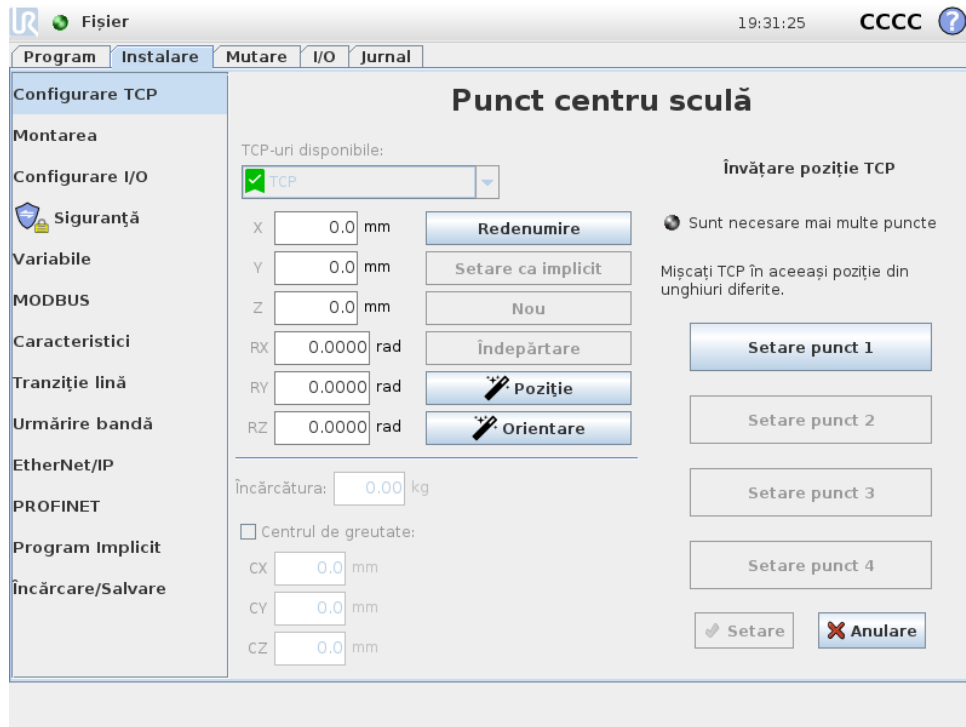 UR Fișier 19:31:25 CCCC ?
Program Instalare Mutare I/O Jurnal
Configurare TCP
Montarea
Configurare I/O
Siguranță
Variabile
MODBUS
Caracteristici
Tranziție lină
Urmărire bandă
EtherNet/IP
PROFINET
Program Implicit
Încărcare/Salvare
Punct centru sculă
TCP-uri disponibile:
TCP
X 0.0 mm Redenumire
Y 0.0 mm Setare ca implicit
Z 0.0 mm Nou
RX 0.0000 rad Îndepărtare
RY 0.0000 rad Poziție
RZ 0.0000 rad Orientare
Încărcătura: 0.00 kg
Centrul de greutate:
CX 0.0 mm
CY 0.0 mm
CZ 0.0 mm
Învățare poziție TCP
Sunt necesare mai multe puncte
Mișcați TCP în aceeași poziție din
unghiuri diferite.
Setare punct 1
Setare punct 2
Setare punct 3
Setare punct 4
Setare Anulare